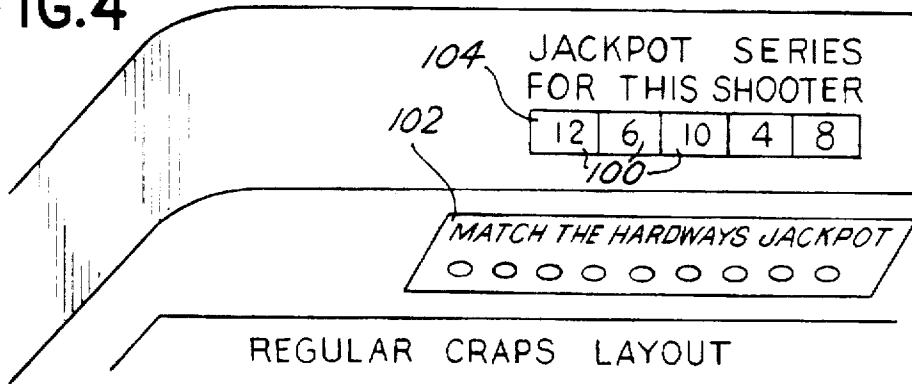 FIG.4
JACKPOT SERIES
FOR THIS SHOOTER
104
12 6 10 4 8
100
102
MATCH THE HARDWAYS JACKPOT
REGULAR CRAPS LAYOUT